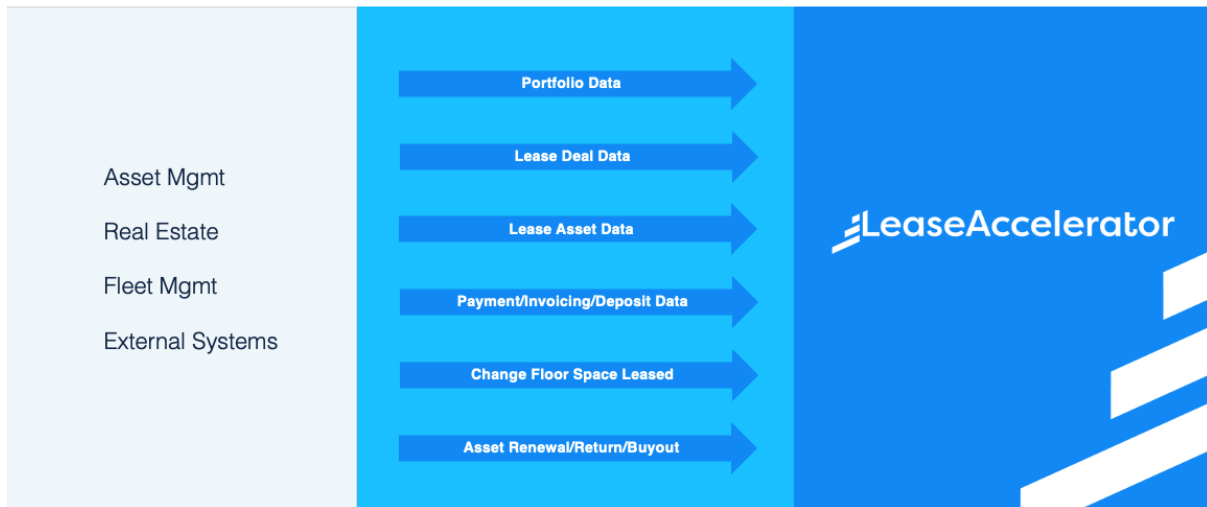 Asset Mgmt
Real Estate
Fleet Mgmt
External Systems
Portfolio Data
Lease Deal Data
Lease Asset Data
Payment/Invoicing/Deposit Data
Change Floor Space Leased
Asset Renewal/Return/Buyout
LeaseAccelerator